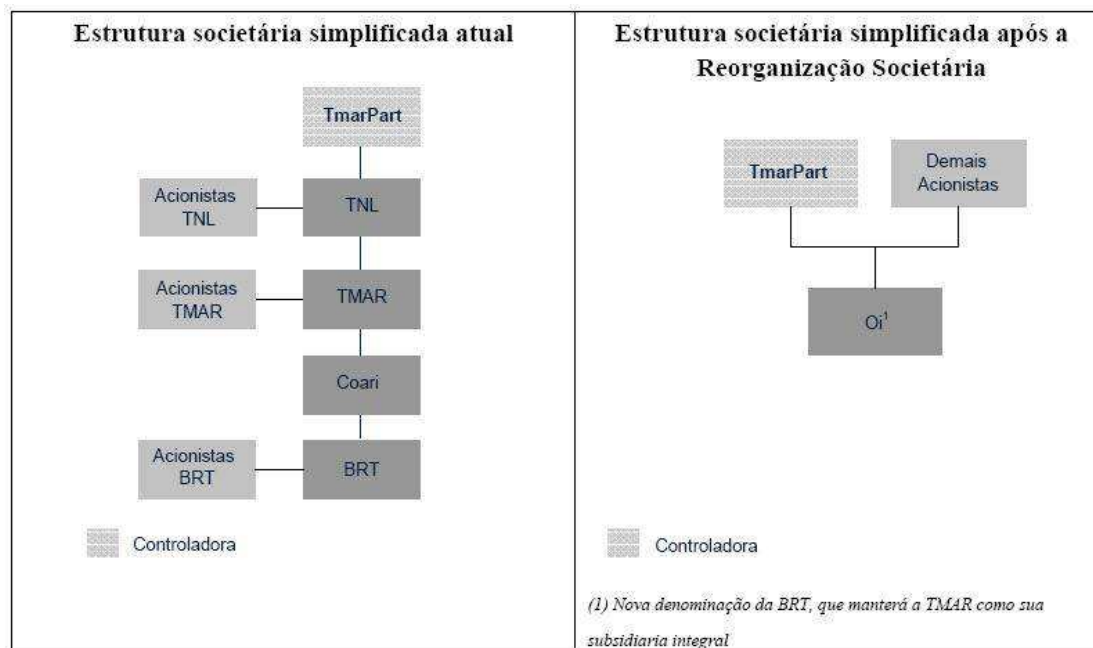 Estrutura societária simplificada atual
TmarPart
Acionistas
TNL
TNL
Acionistas
TMAR
TMAR
Coari
Acionistas
BRT
BRT
Controladora
Estrutura societária simplificada após a
Reorganização Societária
TmarPart
Demais
Acionistas
Oi¹
Controladora
(1) Nova denominação da BRT, que manterá a TMAR como sua
subsidiaria integral